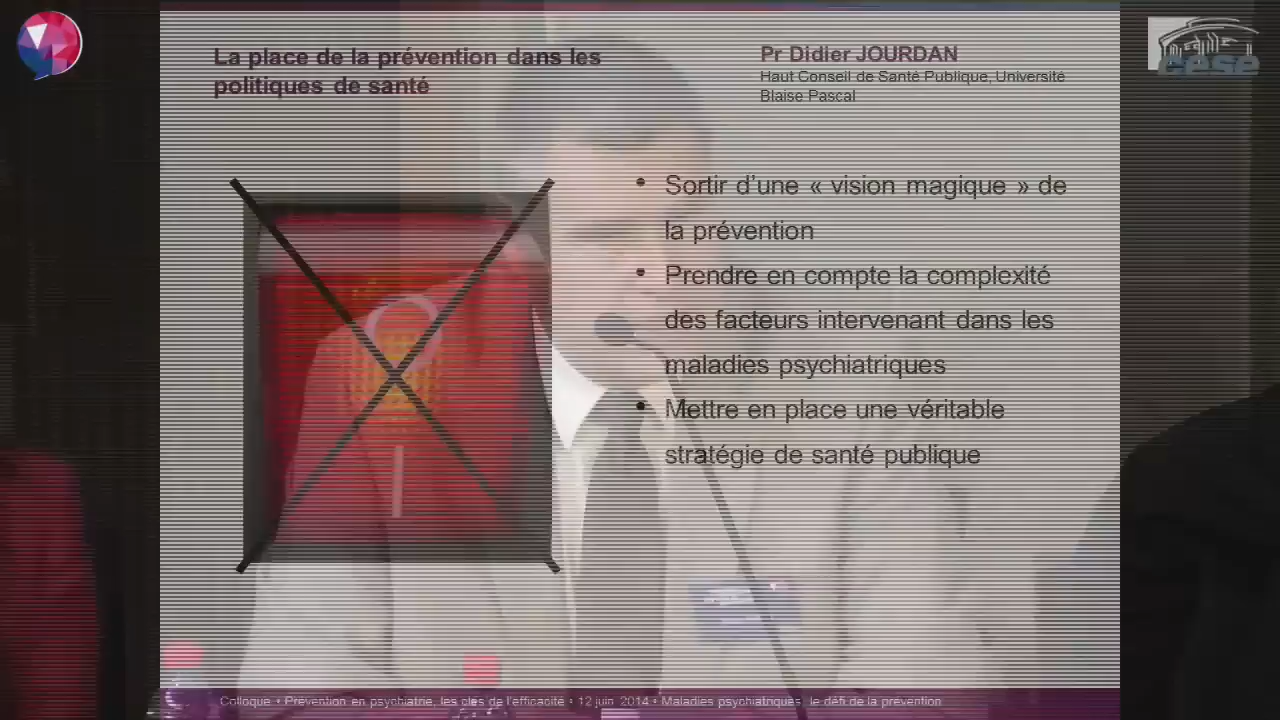 La place de la prévention dans les
politiques de santé
Pr Didier JOURDAN
Haut Conseil de Santé Publique, Université
Blaise Pascal
cese
• Sortir d'une « vision magique » de
la prévention
• Prendre en compte la complexité
des facteurs intervenant dans les
maladies psychiatriques
• Mettre en place une véritable
stratégie de santé publique
Colloque • Prévention en psychiatrie, les clés de l'efficacité • 12 juin 2014 • Maladies psychiatriques, le défi de la prévention